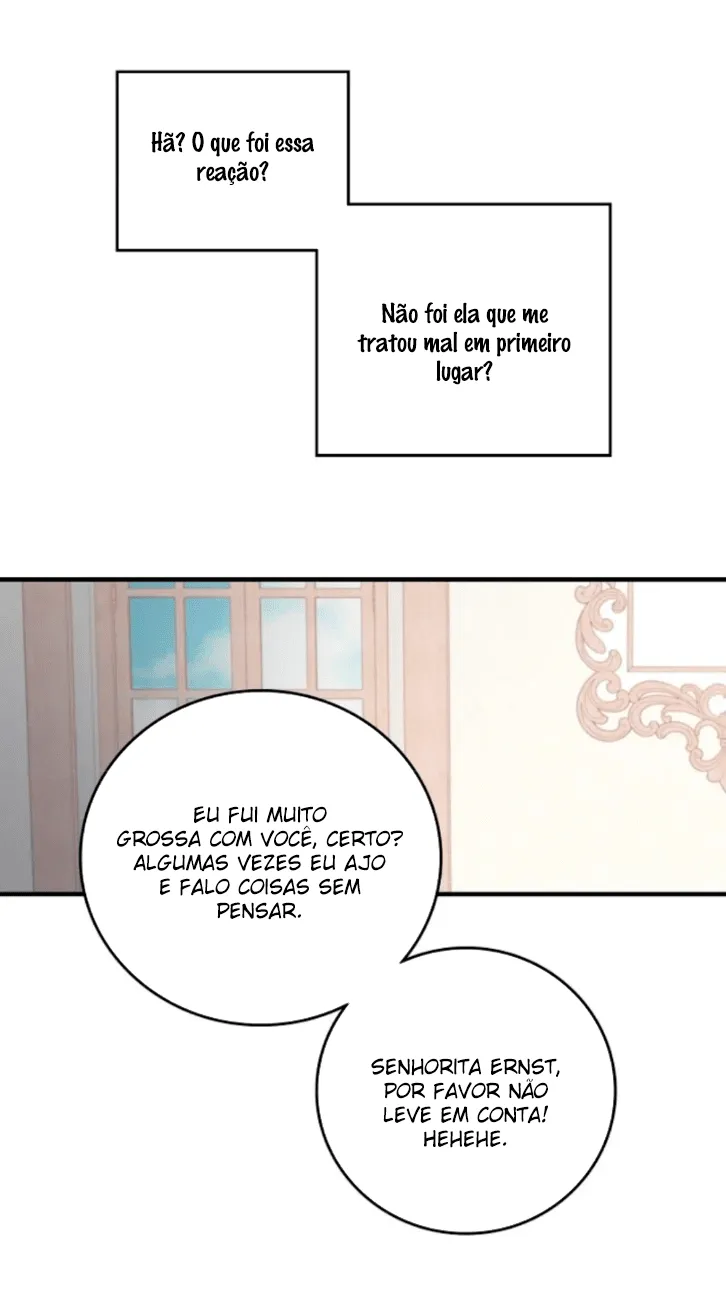 Hã? O que foi essa
reação?
Não foi ela que me
tratou mal em primeiro
lugar?
EU FUI MUITO
GROSSA COM VOCÊ, CERTO?
ALGUMAS VEZES EU AJO
E FALO COISAS SEM
PENSAR.
SENHORITA ERNST,
POR FAVOR NÃO
LEVE EM CONTA!
HEHEHE.